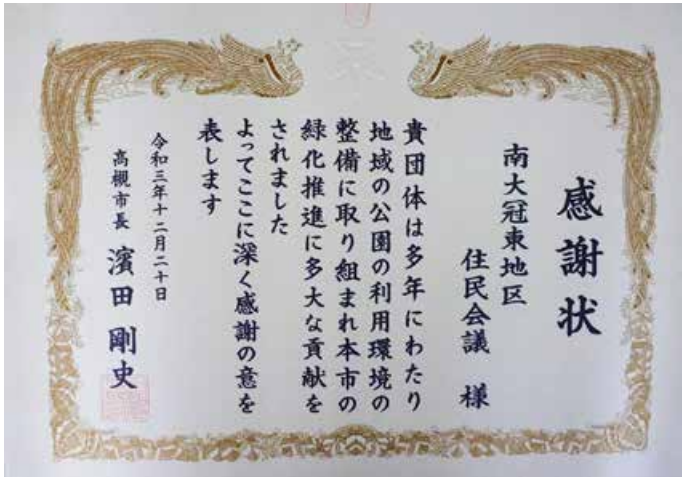 感謝状
南大冠東地区
住民会議 様
貴団体は多年にわたり
地域の公園の利用環境の
整備に取り組まれ本市の
緑化推進に多大な貢献を
されました
よってここに深く感謝の意を
表します
令和三年十二月二十日
高槻市長 濱田剛史